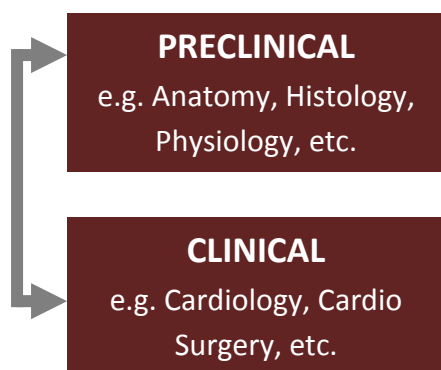 PRECLINICAL
e.g. Anatomy, Histology,
Physiology, etc.
CLINICAL
e.g. Cardiology, Cardio
Surgery, etc.